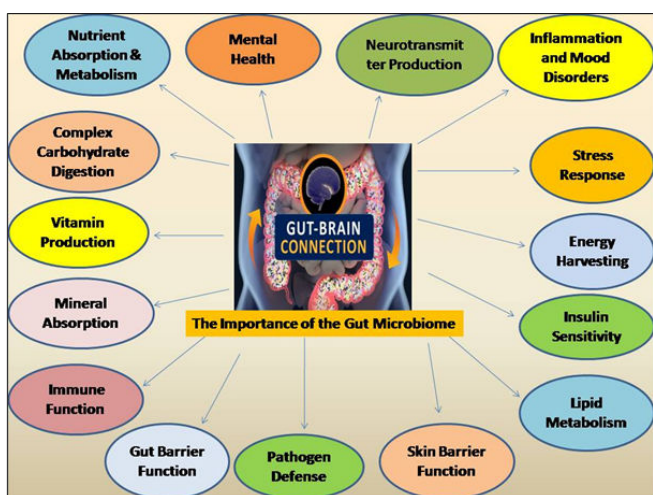 Nutrient
Absorption &
Metabolism
Mental
Health
Neurotransmit
ter Production
Inflammation
and Mood
Disorders
Complex
Carbohydrate
Digestion
Stress
Response
Vitamin
Production
GUT-BRAIN
CONNECTION
Energy
Harvesting
Mineral
Absorption
The Importance of the Gut Microbiome
Insulin
Sensitivity
Immune
Function
Lipid
Metabolism
Gut Barrier
Function
Pathogen
Defense
Skin Barrier
Function